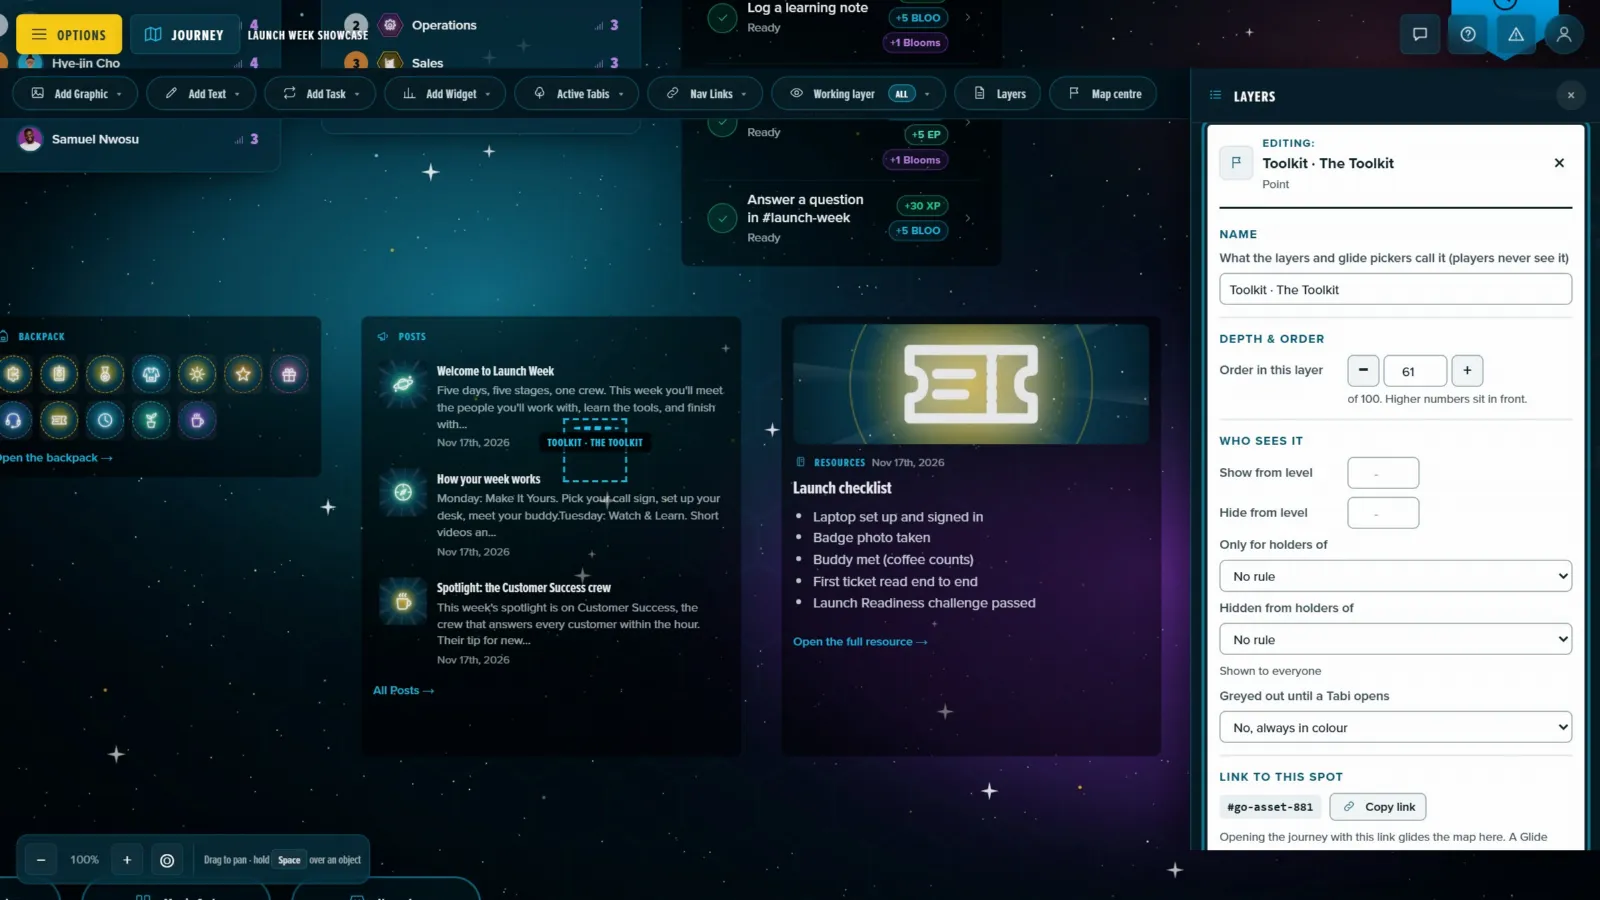 OPTIONS
JOURNEY
LAUNCH WEEK SHOWCASE
4
Hye-jin Cho
4
2
Operations
3
3
Sales
3
Log a learning note
Ready
+5 BLOO
+1 Blooms
Add Graphic
Add Text
Add Task
Add Widget
Active Tabis
Nav Links
Working layer
ALL
Layers
Map centre
Samuel Nwosu
3
Ready
+5 EP
+1 Blooms
Answer a question
in #launch-week
Ready
+30 XP
+5 BLOO
BACKPACK
Open the backpack →
POSTS
Welcome to Launch Week
Five days, five stages, one crew. This week you'll meet
the people you'll work with, learn the tools, and finish
with...
Nov 17th, 2026
TOOLKIT · THE TOOLKIT
How your week works
Monday: Make It Yours. Pick your call sign, set up your
desk, meet your buddy.Tuesday: Watch & Learn. Short
videos an...
Nov 17th, 2026
Spotlight: the Customer Success crew
This week's spotlight is on Customer Success, the
crew that answers every customer within the hour.
Their tip for new...
Nov 17th, 2026
All Posts →
RESOURCES Nov 17th, 2026
Launch checklist
• Laptop set up and signed in
• Badge photo taken
• Buddy met (coffee counts)
• First ticket read end to end
• Launch Readiness challenge passed
Open the full resource →
− 100% +
Drag to pan · hold Space over an object
LAYERS
×
EDITING:
Toolkit · The Toolkit
Point
×
NAME
What the layers and glide pickers call it (players never see it)
Toolkit · The Toolkit
DEPTH & ORDER
Order in this layer
− 61 +
of 100. Higher numbers sit in front.
WHO SEES IT
Show from level
-
Hide from level
-
Only for holders of
No rule
Hidden from holders of
No rule
Shown to everyone
Greyed out until a Tabi opens
No, always in colour
LINK TO THIS SPOT
#go-asset-881
Copy link
Opening the journey with this link glides the map here. A Glide